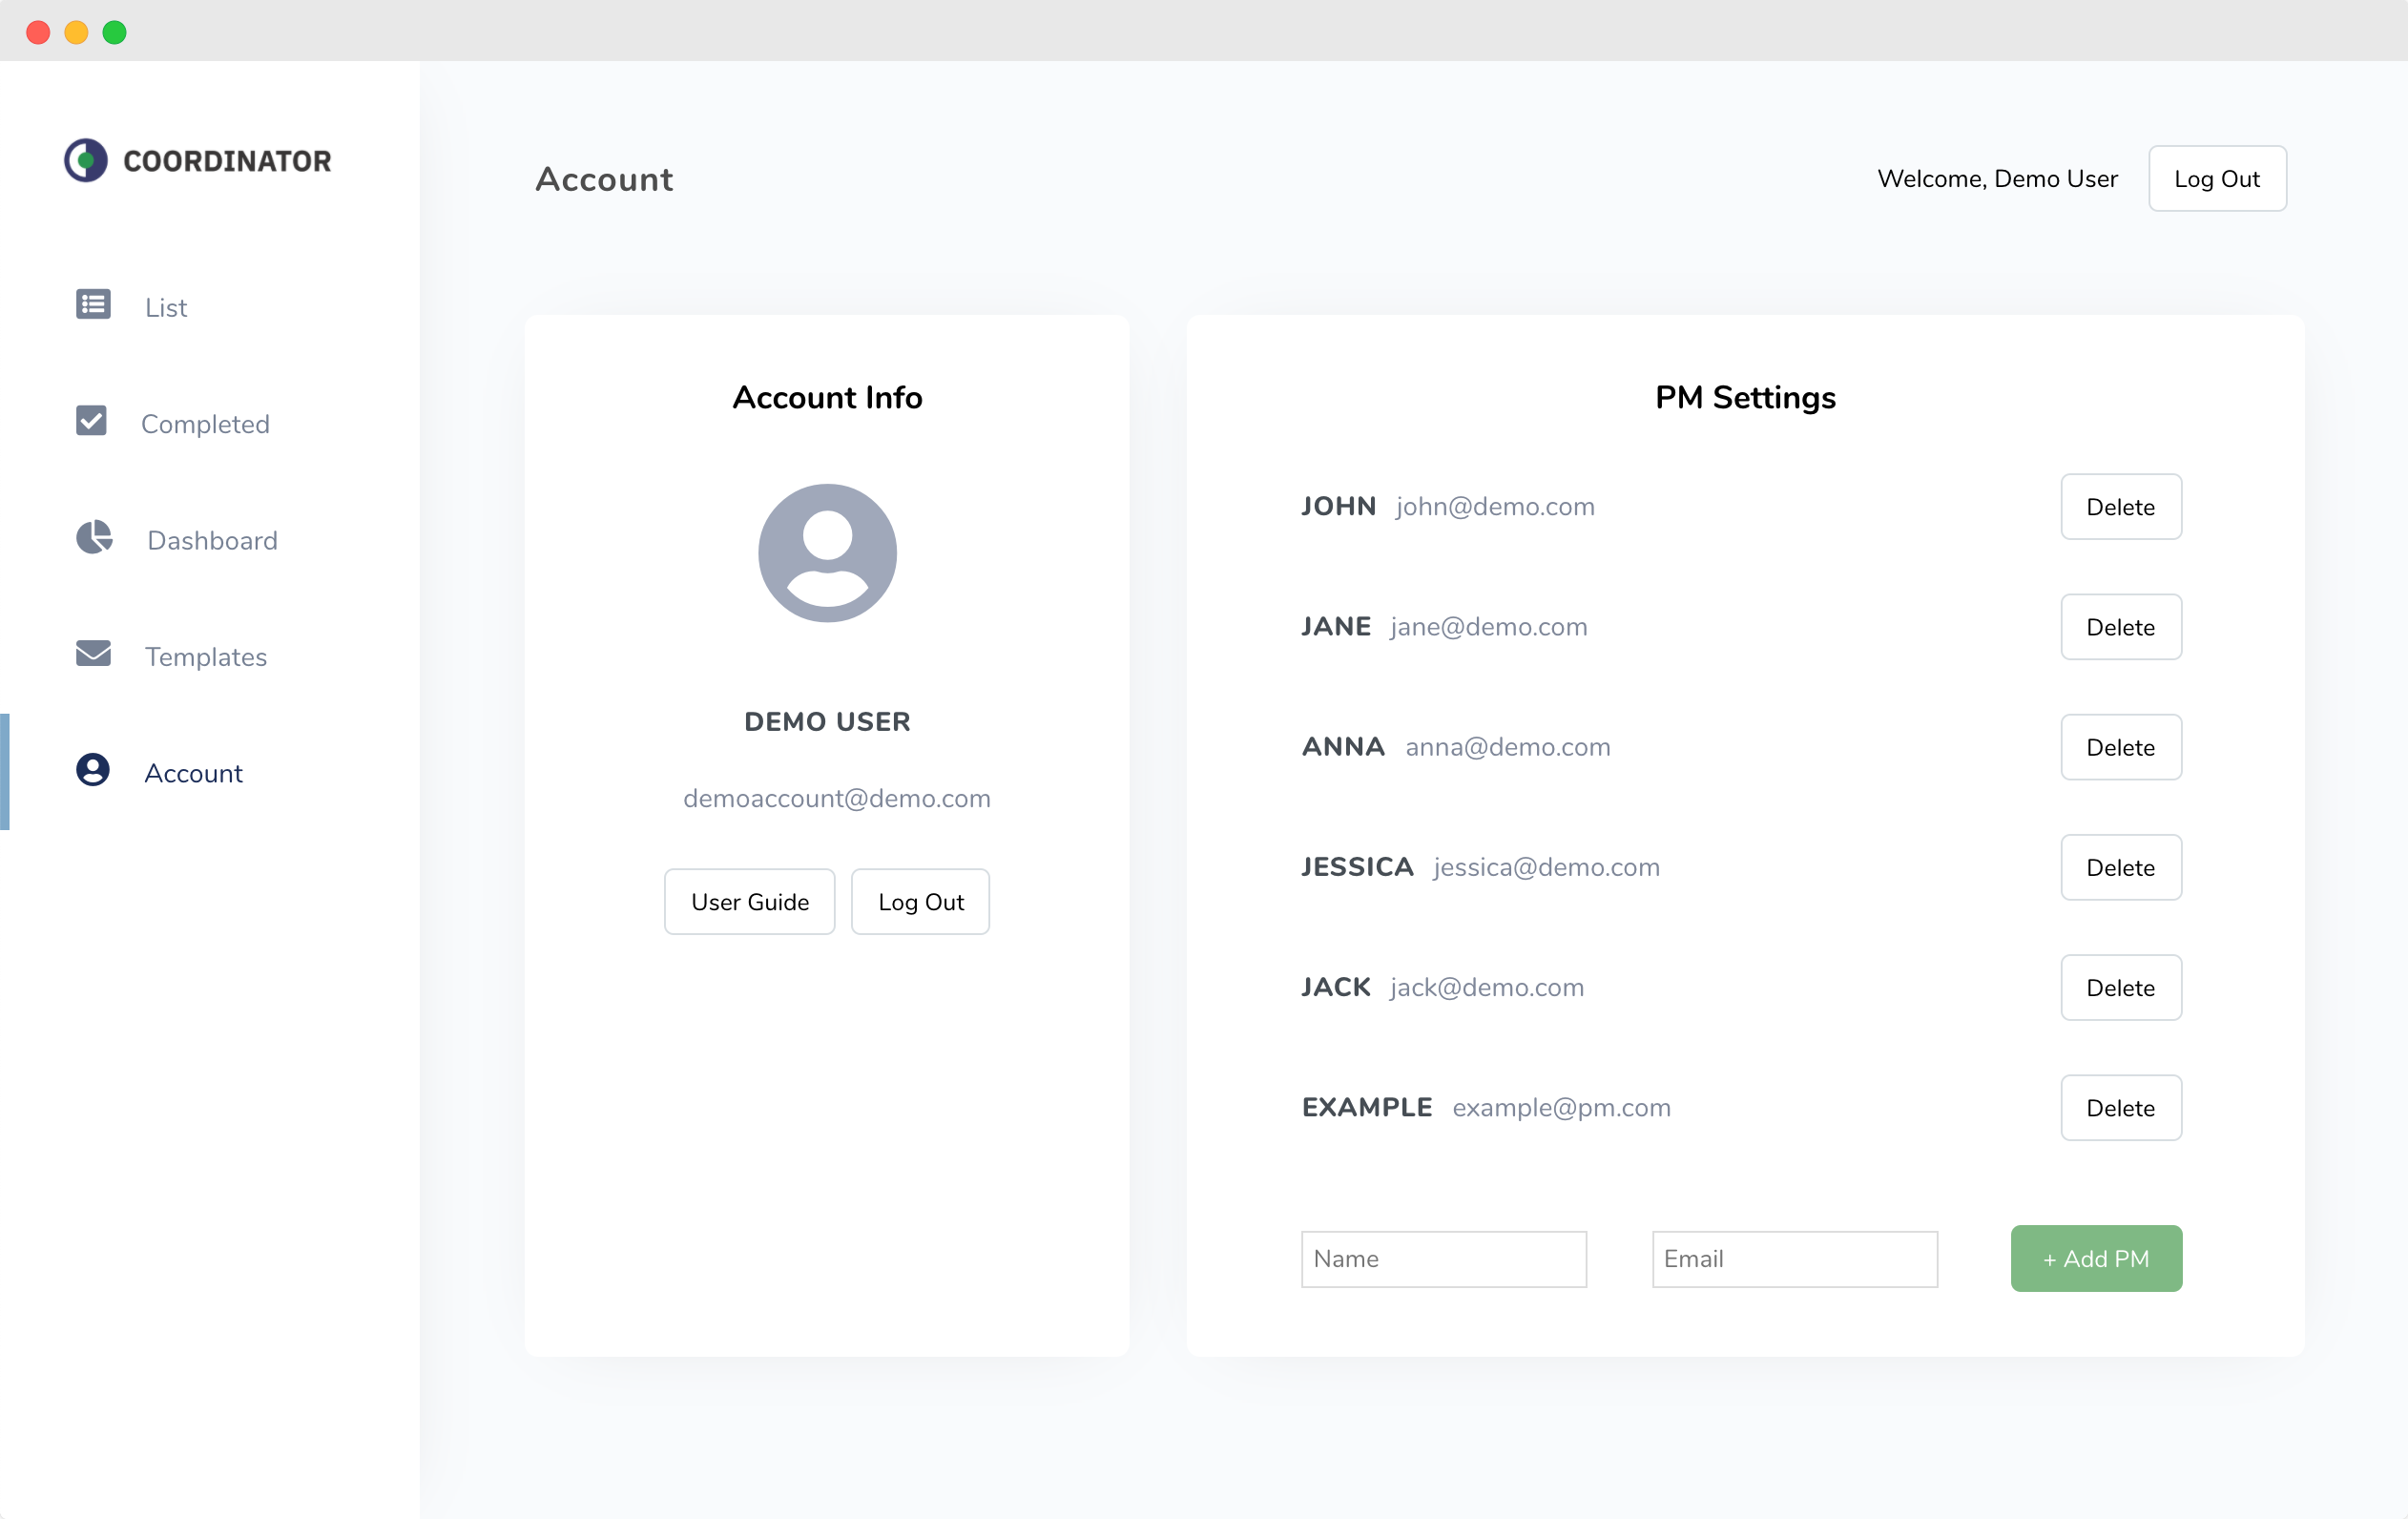 COORDINATOR
List
Completed
Dashboard
Templates
Account
Account
Welcome, Demo User
Log Out
Account Info
DEMO USER
demoaccount@demo.com
User Guide
Log Out
PM Settings
JOHN john@demo.com
Delete
JANE jane@demo.com
Delete
ANNA anna@demo.com
Delete
JESSICA jessica@demo.com
Delete
JACK jack@demo.com
Delete
EXAMPLE example@pm.com
Delete
Name
Email
+ Add PM